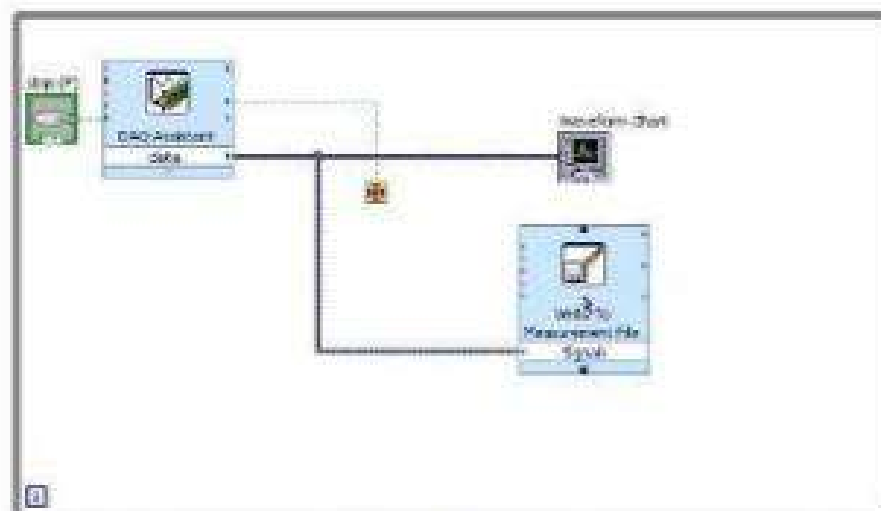 DAQ Assistant
data
Waveform Chart
Write To
Measurement File
Signals
i